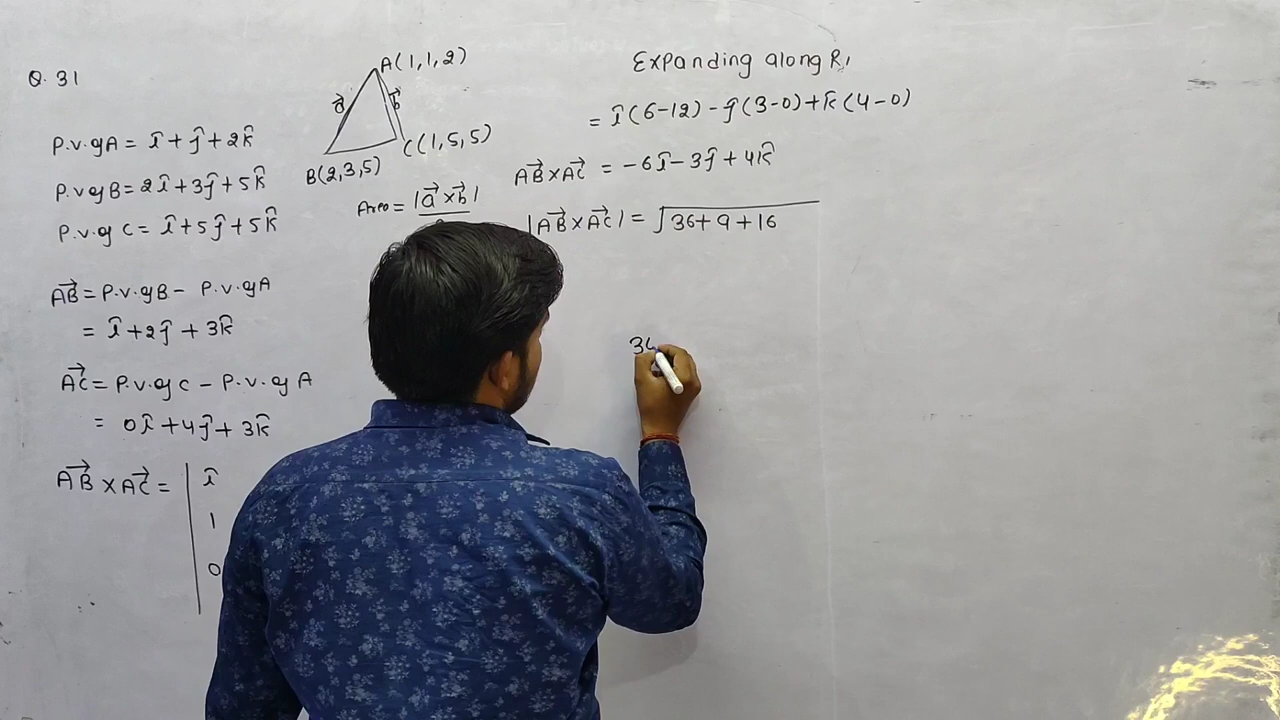 Q. 31
A(1,1,2)
a⃗ b⃗
B(2,3,5) C(1,5,5)
Area = |a⃗ × b⃗|
P.v. of A = î + ĵ + 2k̂
P.v of B = 2î + 3ĵ + 5k̂
P.v. of C = î + 5ĵ + 5k̂
AB⃗ = P.v. of B - P.v. of A
= î + 2ĵ + 3k̂
AC⃗ = P.v. of C - P.v. of A
= 0î + 4ĵ + 3k̂
AB⃗ × AC⃗ = | î
1
0
Expanding along R₁
= î(6-12) - ĵ(3-0) + k̂(4-0)
AB⃗ × AC⃗ = -6î - 3ĵ + 4k̂
|AB⃗ × AC⃗| = √36 + 9 + 16